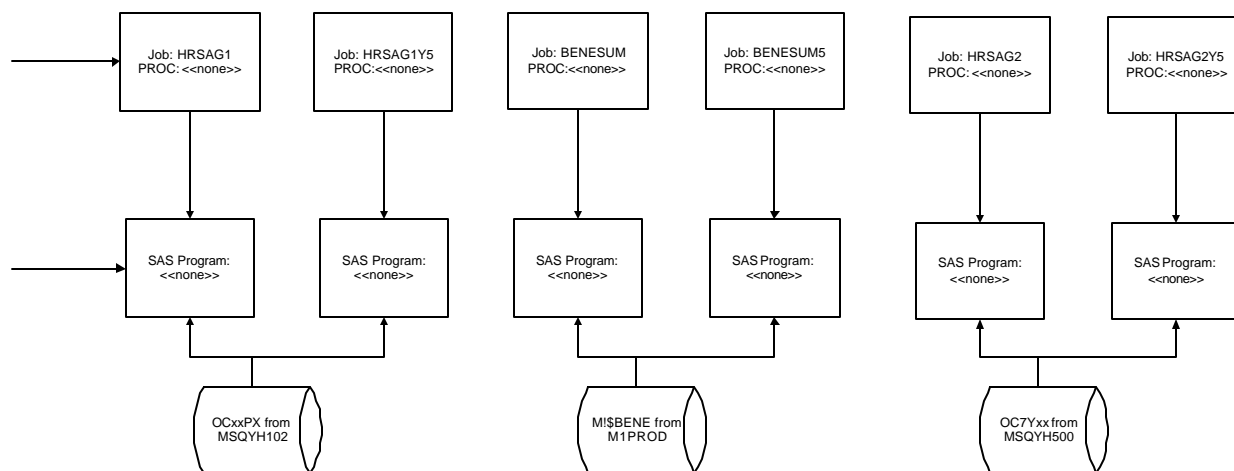 Job: HRSAG1
PROC: <<none>>
Job: HRSAG1Y5
PROC:<<none>>
Job: BENESUM
PROC:<<none>>
Job: BENESUM5
PROC:<<none>>
Job: HRSAG2
PROC: <<none>>
Job: HRSAG2Y5
PROC:<<none>>
SAS Program:
<<none>>
SAS Program:
<<none>>
SAS Program:
<<none>>
SAS Program:
<<none>>
SAS Program:
<<none>>
SAS Program:
<<none>>
OCxxPX from
MSQYH102
M!$BENE from
M1PROD
OC7Yxx from
MSQYH500